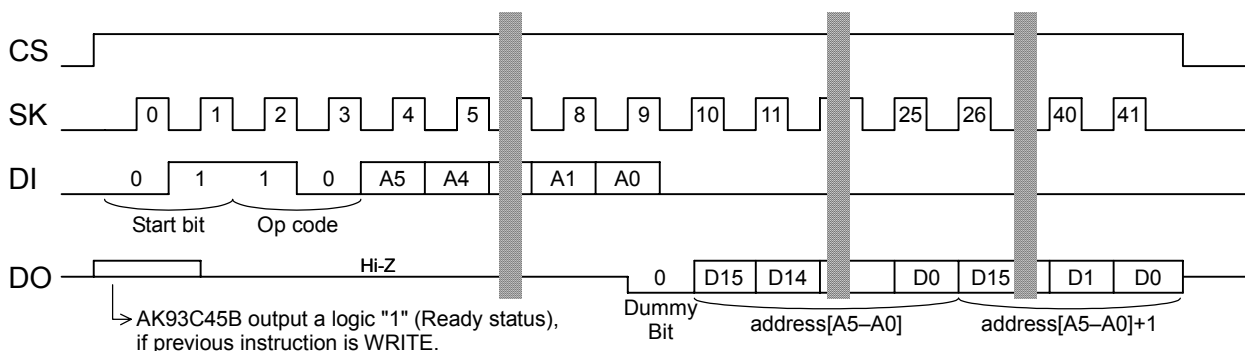 CS
SK 0 1 2 3 4 5 8 9 10 11 25 26 40 41
DI 0 1 1 0 A5 A4 A1 A0
Start bit Op code
DO Hi-Z 0 D15 D14 D0 D15 D1 D0
Dummy
Bit
address[A5–A0] address[A5–A0]+1
AK93C45B output a logic "1" (Ready status),
if previous instruction is WRITE.